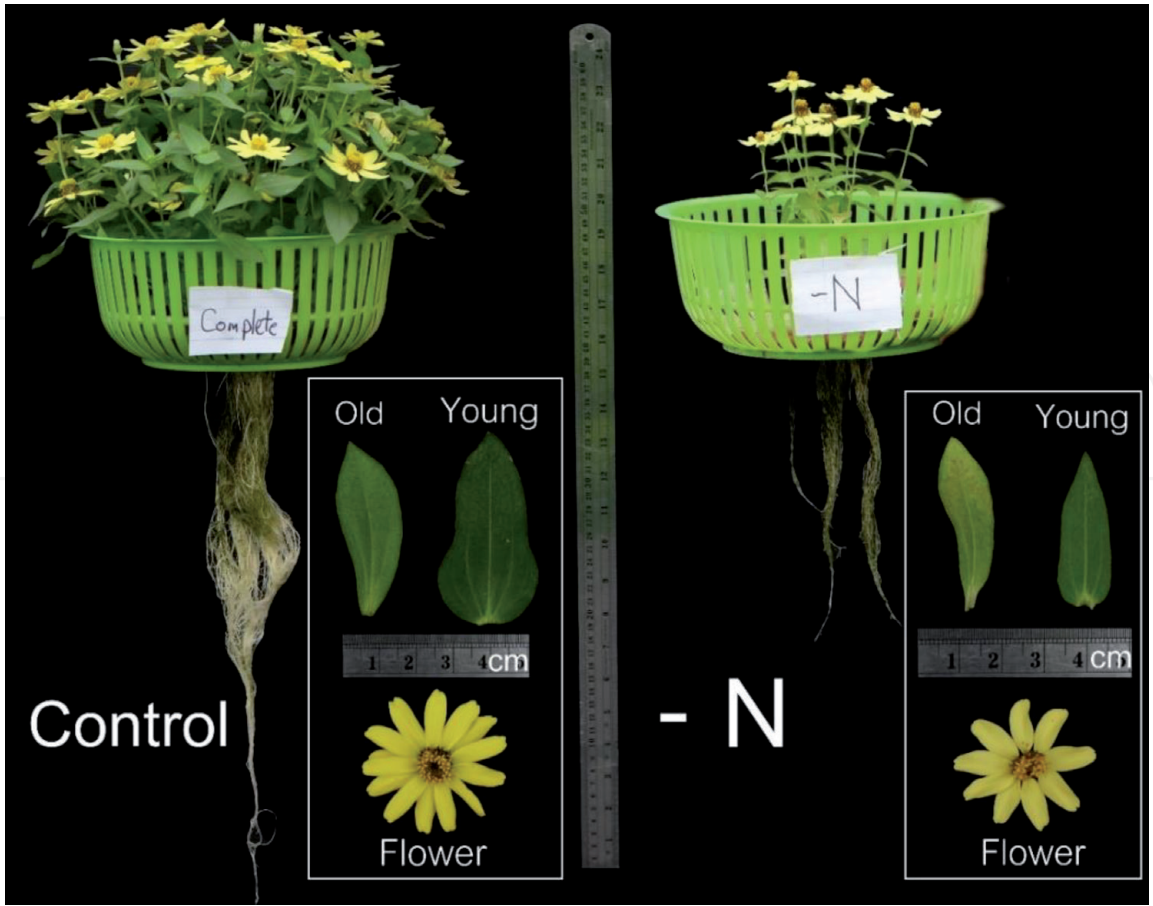 Complete
-N
Old Young
1 2 3 4 cm
Flower
Control
Old Young
1 2 3 4 cm
Flower
- N